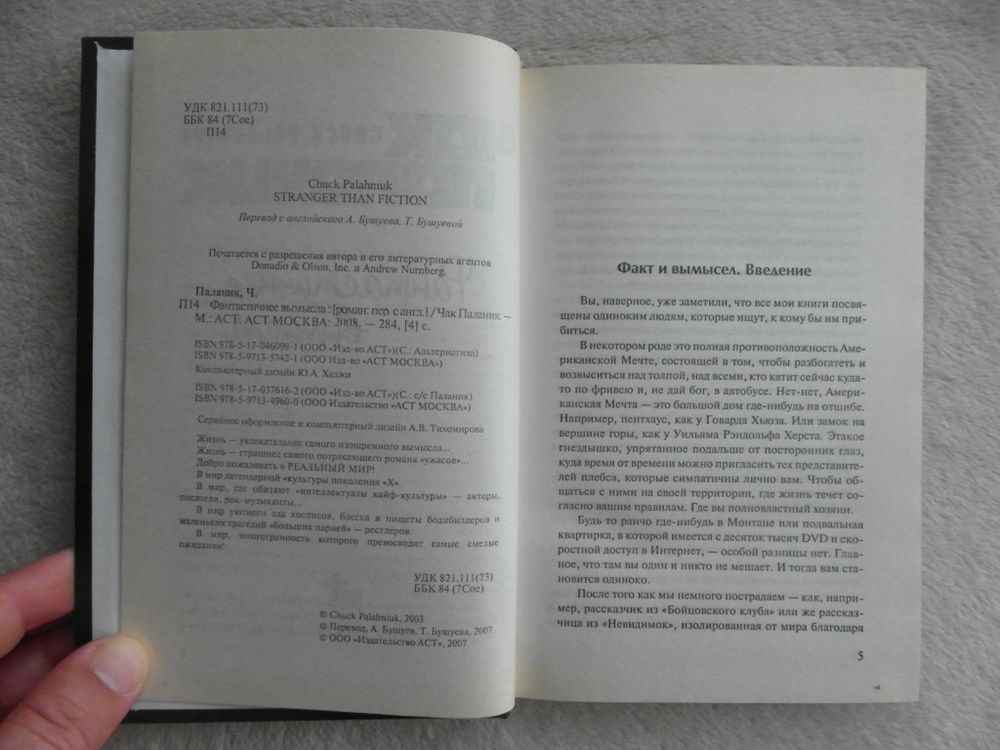 УДК 821.111(73)
ББК 84 (7Сое)
П14
Chuck Palahniuk
STRANGER THAN FICTION
Перевод с английского А. Бушуева, Т. Бушуевой
Печатается с разрешения автора и его литературных агентов
Donadio & Olson, Inc. и Andrew Nurnberg.
Паланик, Ч.
П14 Фантастичнее вымысла : [роман: пер. с англ.] / Чак Паланик. —
М.: АСТ: АСТ МОСКВА: 2008. — 284, [4] с.
ISBN 978-5-17-046099-1 (ООО «Изд-во АСТ»)(С.: Альтернатива)
ISBN 978-5-9713-5742-1 (ООО Изд-во «АСТ МОСКВА»)
Компьютерный дизайн Ю.А. Хаджи
ISBN 978-5-17-037616-2 (ООО «Изд-во АСТ»)(С.: с/с Паланик)
ISBN 978-5-9713-4960-0 (ООО Издательство «АСТ МОСКВА»)
Серийное оформление и компьютерный дизайн А.В. Тихомирова
Жизнь — увлекательнее самого изощренного вымысла...
Жизнь — страшнее самого потрясающего романа «ужасов»...
Добро пожаловать в РЕАЛЬНЫЙ МИР!
В мир легендарной «культуры поколения «Х».
В мир, где обитают «интеллектуалы кайф-культуры» — актеры,
писатели, рок-музыканты...
В мир уютного ада хосписов, блеска и нищеты бодибилдеров и
маленьких трагедий «больших парней» — рестлеров.
В мир, многогранность которого превосходит самые смелые
ожидания!
УДК 821.111(73)
ББК 84 (7Сое)
© Chuck Palahniuk, 2003
© Перевод. А. Бушуев, Т. Бушуева, 2007
© ООО «Издательство АСТ», 2007
Факт и вымысел. Введение
Вы, наверное, уже заметили, что все мои книги посвя-
щены одиноким людям, которые ищут, к кому бы им при-
биться.
В некотором роде это полная противоположность Аме-
риканской Мечте, состоящей в том, чтобы разбогатеть и
возвыситься над толпой, над всеми, кто катит сейчас куда-
то по фривею и, не дай бог, в автобусе. Нет-нет, Амери-
канская Мечта — это большой дом где-нибудь на отшибе.
Например, пентхаус, как у Говарда Хьюза. Или замок на
вершине горы, как у Уильяма Рэндольфа Херста. Этакое
гнездышко, упрятанное подальше от посторонних глаз,
куда время от времени можно пригласить тех представите-
лей плебса, которые симпатичны лично вам. Чтобы об-
щаться с ними на своей территории, где жизнь течет со-
гласно вашим правилам. Где вы полновластный хозяин.
Будь то ранчо где-нибудь в Монтане или подвальная
квартирка, в которой имеется с десяток тысяч DVD и ско-
ростной доступ в Интернет, — особой разницы нет. Глав-
ное, что там вы один и никто не мешает. И тогда вам ста-
новится одиноко.
После того как мы немного пострадаем — как, напри-
мер, рассказчик из «Бойцовского клуба» или же рассказ-
чица из «Невидимок», изолированная от мира благодаря
5